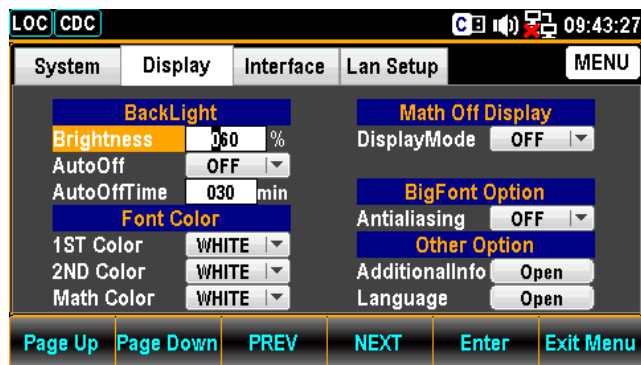 LOC CDC C 09:43:27
System Display Interface Lan Setup MENU
BackLight
Brightness 060 %
AutoOff OFF
AutoOffTime 030 min
Font Color
1ST Color WHITE
2ND Color WHITE
Math Color WHITE
Math Off Display
DisplayMode OFF
BigFont Option
Antialiasing OFF
Other Option
AdditionalInfo Open
Language Open
Page Up Page Down PREV NEXT Enter Exit Menu